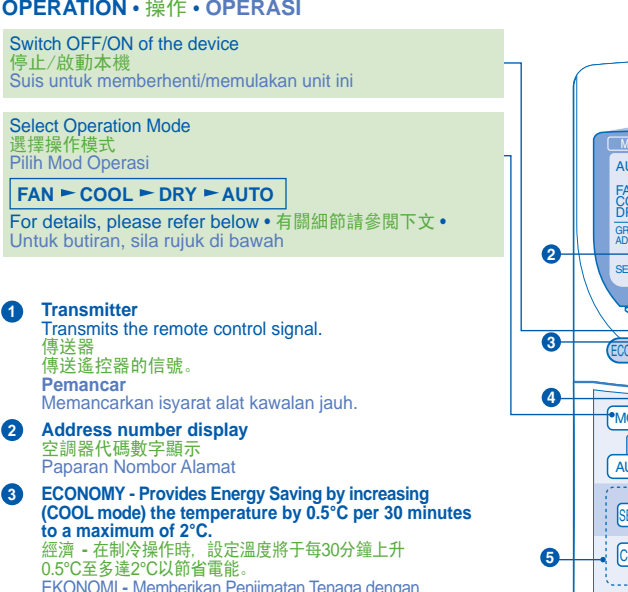 OPERATION • 操作 • OPERASI
Switch OFF/ON of the device
停止/啟動本機
Suis untuk memberhenti/memulakan unit ini
Select Operation Mode
選擇操作模式
Pilih Mod Operasi
FAN ► COOL ► DRY ► AUTO
For details, please refer below • 有關細節請參閱下文 •
Untuk butiran, sila rujuk di bawah
1 Transmitter
Transmits the remote control signal.
傳送器
傳送遙控器的信號。
Pemancar
Memancarkan isyarat alat kawalan jauh.
2 Address number display
空調器代碼數字顯示
Paparan Nombor Alamat
3 ECONOMY - Provides Energy Saving by increasing
(COOL mode) the temperature by 0.5°C per 30 minutes
to a maximum of 2°C.
經濟 - 在制冷操作時, 設定溫度將于每30分鐘上升
0.5°C至多達2°C以節省電能。
EKONOMI - Memberikan Penjimatan Tenaga dengan
2
3
4
5